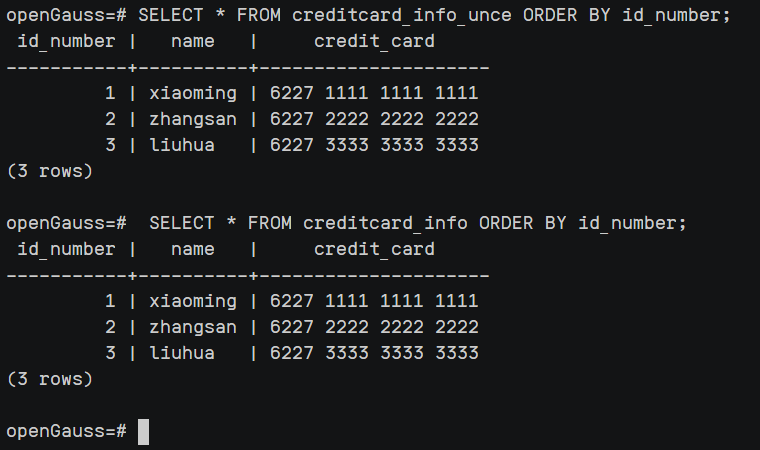 openGauss=# SELECT * FROM creditcard_info_unce ORDER BY id_number;
 id_number |   name   |     credit_card
-----------+----------+---------------------
         1 | xiaoming | 6227 1111 1111 1111
         2 | zhangsan | 6227 2222 2222 2222
         3 | liuhua   | 6227 3333 3333 3333
(3 rows)

openGauss=#  SELECT * FROM creditcard_info ORDER BY id_number;
 id_number |   name   |     credit_card
-----------+----------+---------------------
         1 | xiaoming | 6227 1111 1111 1111
         2 | zhangsan | 6227 2222 2222 2222
         3 | liuhua   | 6227 3333 3333 3333
(3 rows)

openGauss=#